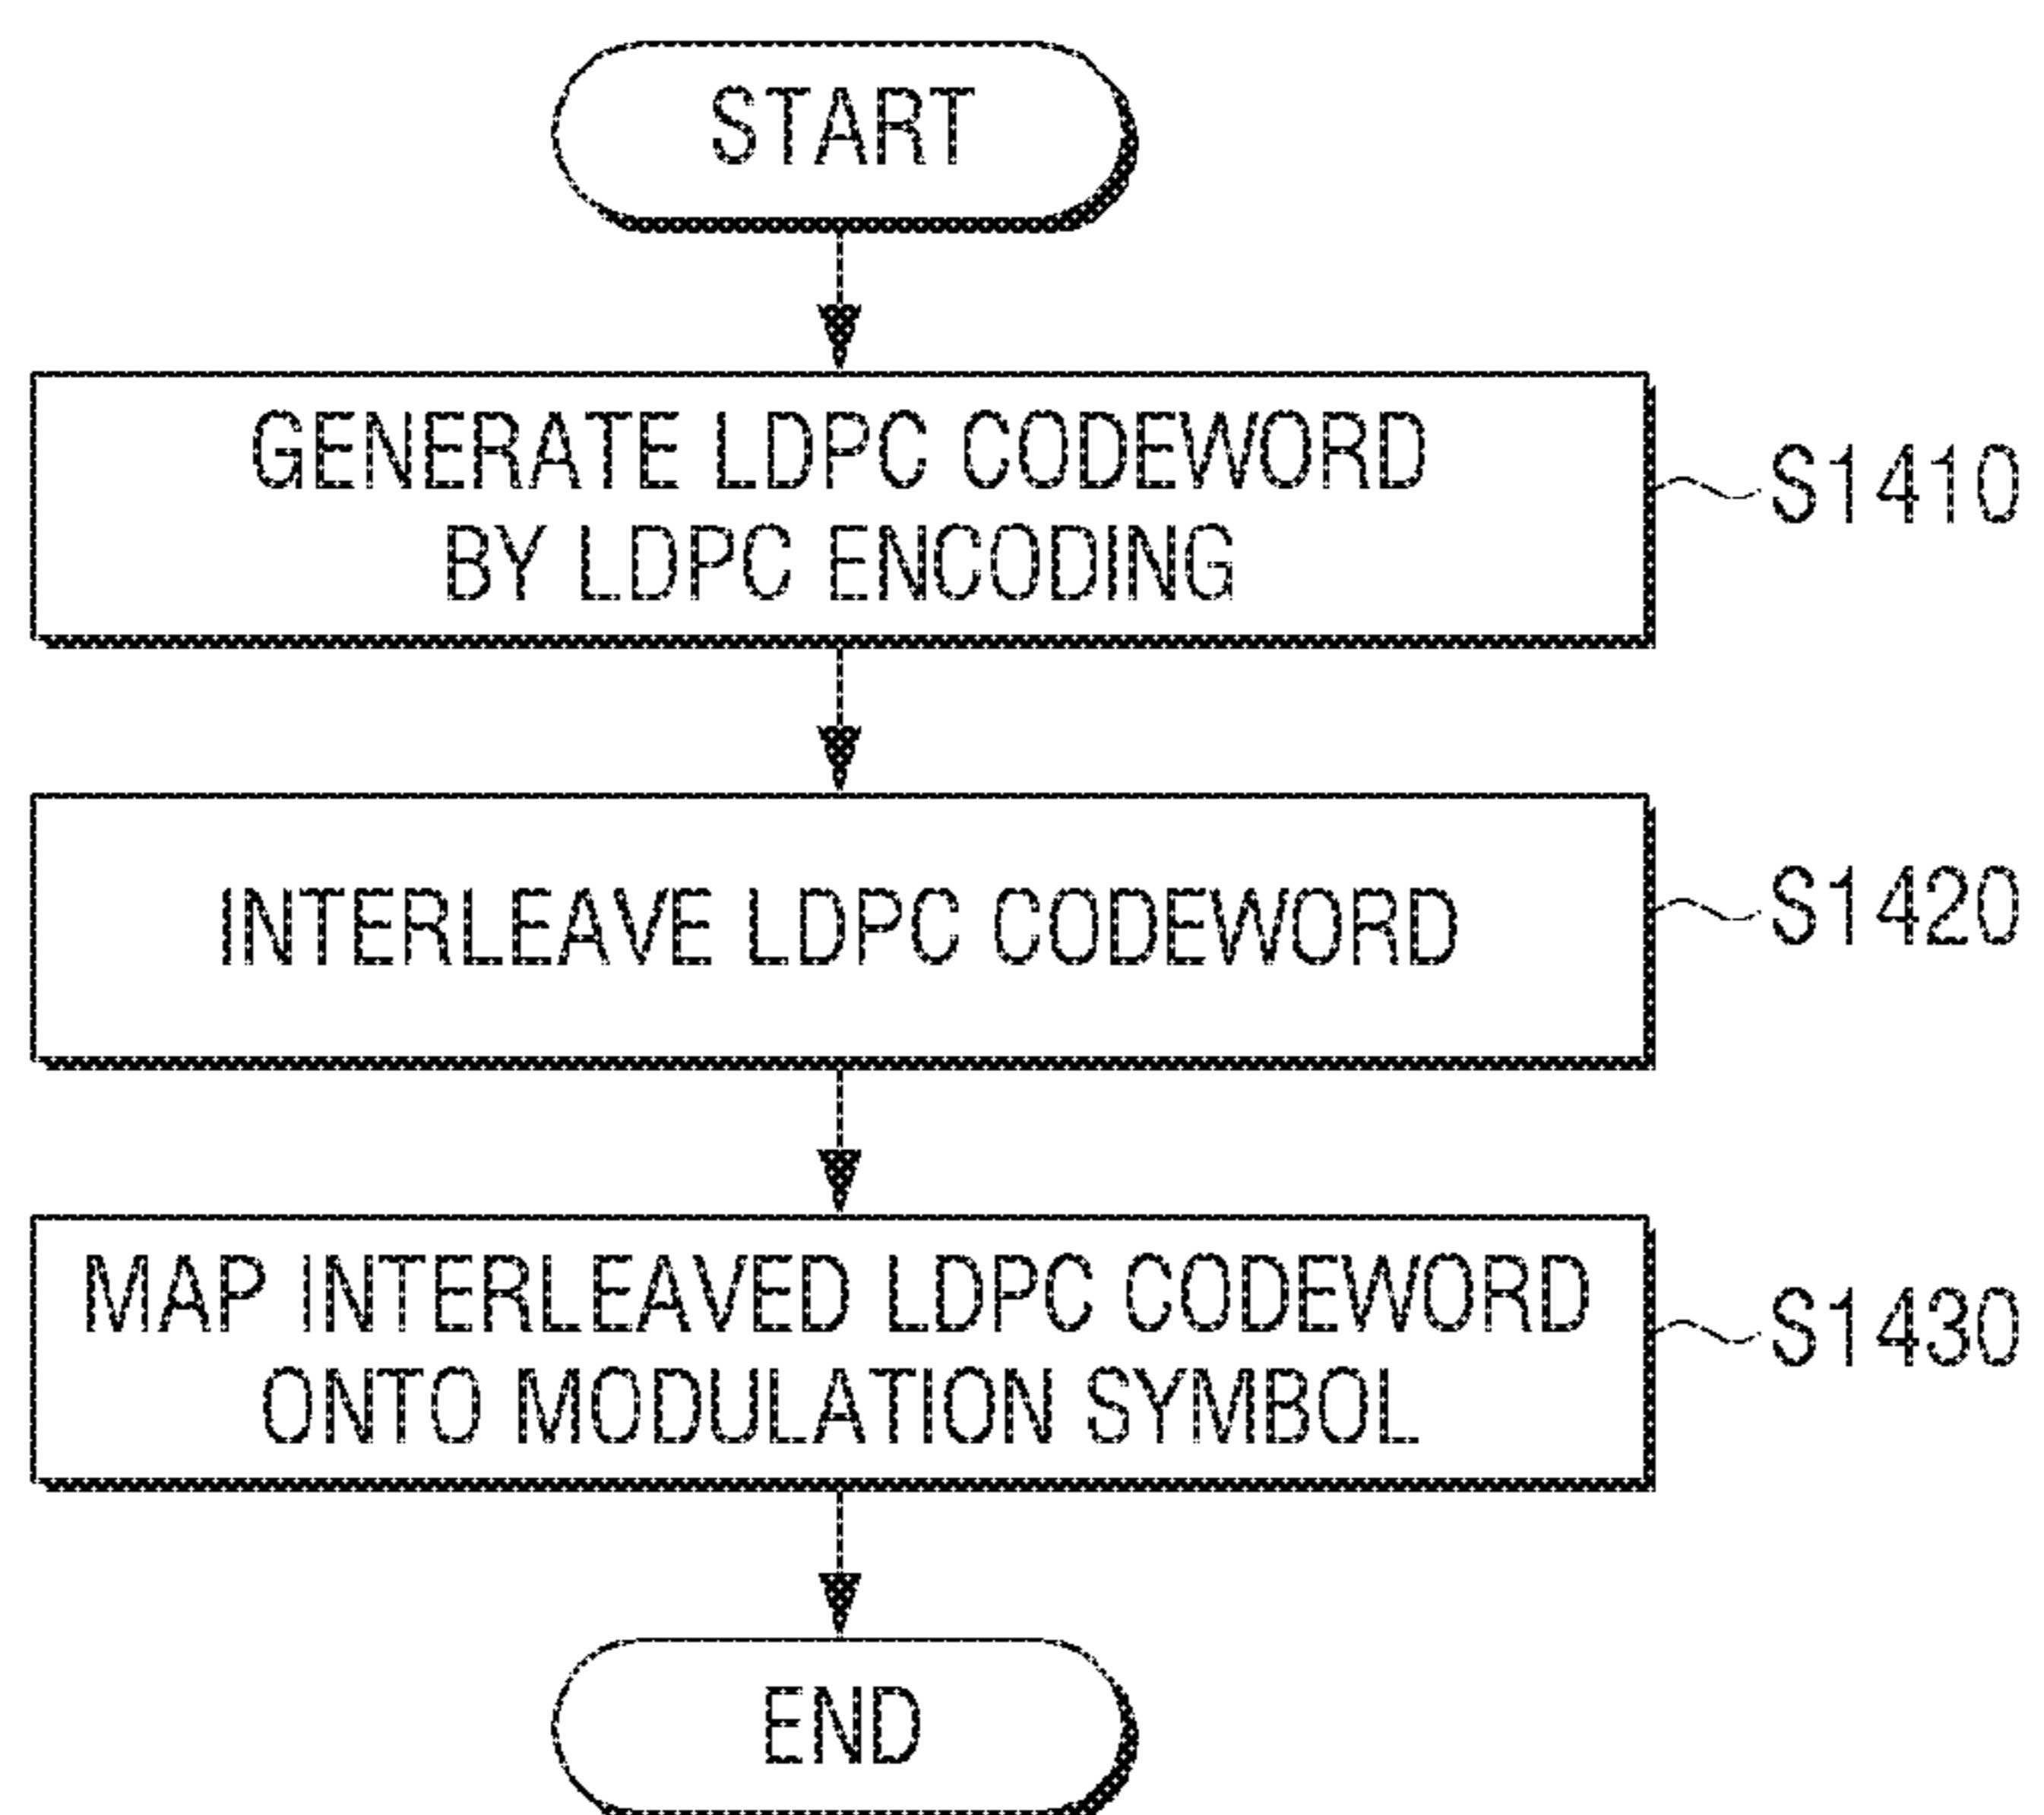 START
GENERATE LDPC CODEWORD
BY LDPC ENCODING
S1410
INTERLEAVE LDPC CODEWORD
S1420
MAP INTERLEAVED LDPC CODEWORD
ONTO MODULATION SYMBOL
S1430
END